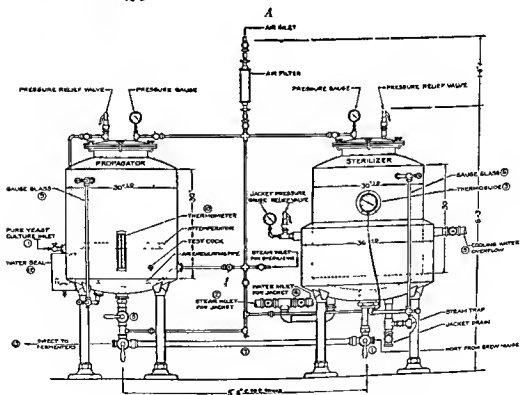 A
AIR INLET
AIR FILTER
PRESSURE RELIEF VALVE
PRESSURE GAUGE
PRESSURE GAUGE
PRESSURE RELIEF VALVE
PROPAGATOR
STERILIZER
GAUGE GLASS
30" I.D.
JACKET PRESSURE
GAUGE RELIEF VALVE
30" I.D.
GAUGE GLASS
THERMOGUIDE
THERMOMETER
ATTEMPERATOR
TEST COCK
AIR CIRCULATING PIPE
PURE YEAST
CULTURE INLET
WATER SEAL
36" I.D.
COOLING WATER
OVERFLOW
STEAM INLET
STEAM INLET
FOR JACKET
WATER INLET
FOR JACKET
STEAM TRAP
JACKET DRAIN
WORT FROM BREW HOUSE
DIRECT TO
FERMENTERS